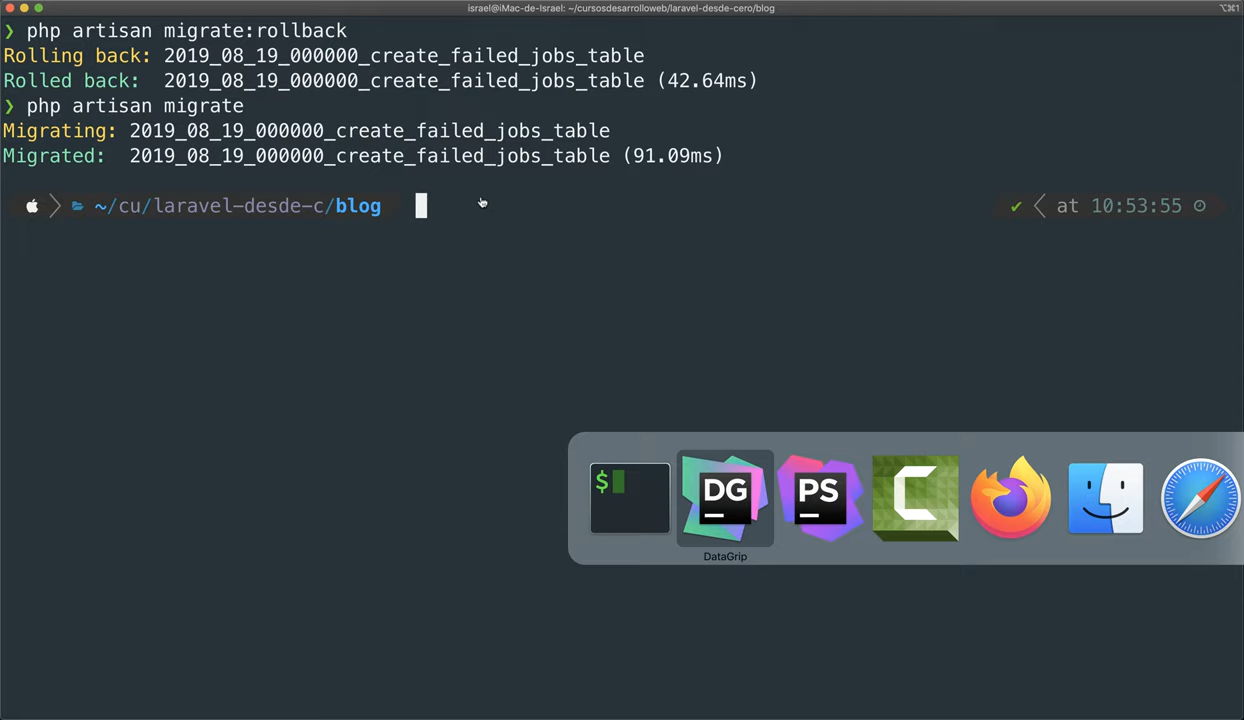 israel@iMac-de-Israel: ~/cursosdesarrolloweb/laravel-desde-cero/blog
⌥⌘1
❯ php artisan migrate:rollback
Rolling back: 2019_08_19_000000_create_failed_jobs_table
Rolled back:  2019_08_19_000000_create_failed_jobs_table (42.64ms)
❯ php artisan migrate
Migrating: 2019_08_19_000000_create_failed_jobs_table
Migrated:  2019_08_19_000000_create_failed_jobs_table (91.09ms)
~/cu/laravel-desde-c/blog
✔ at 10:53:55
$
DG
PS
C
DataGrip